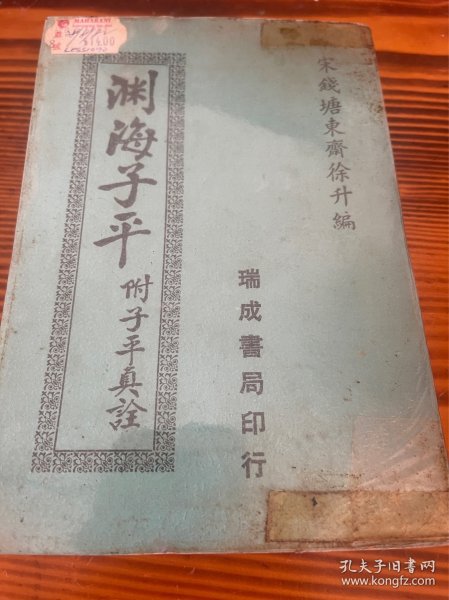 宋錢塘東齋徐升編
淵海子平 附子平真詮
瑞成書局印行
MAHARANI
孔夫子旧书网
www.kongfz.com